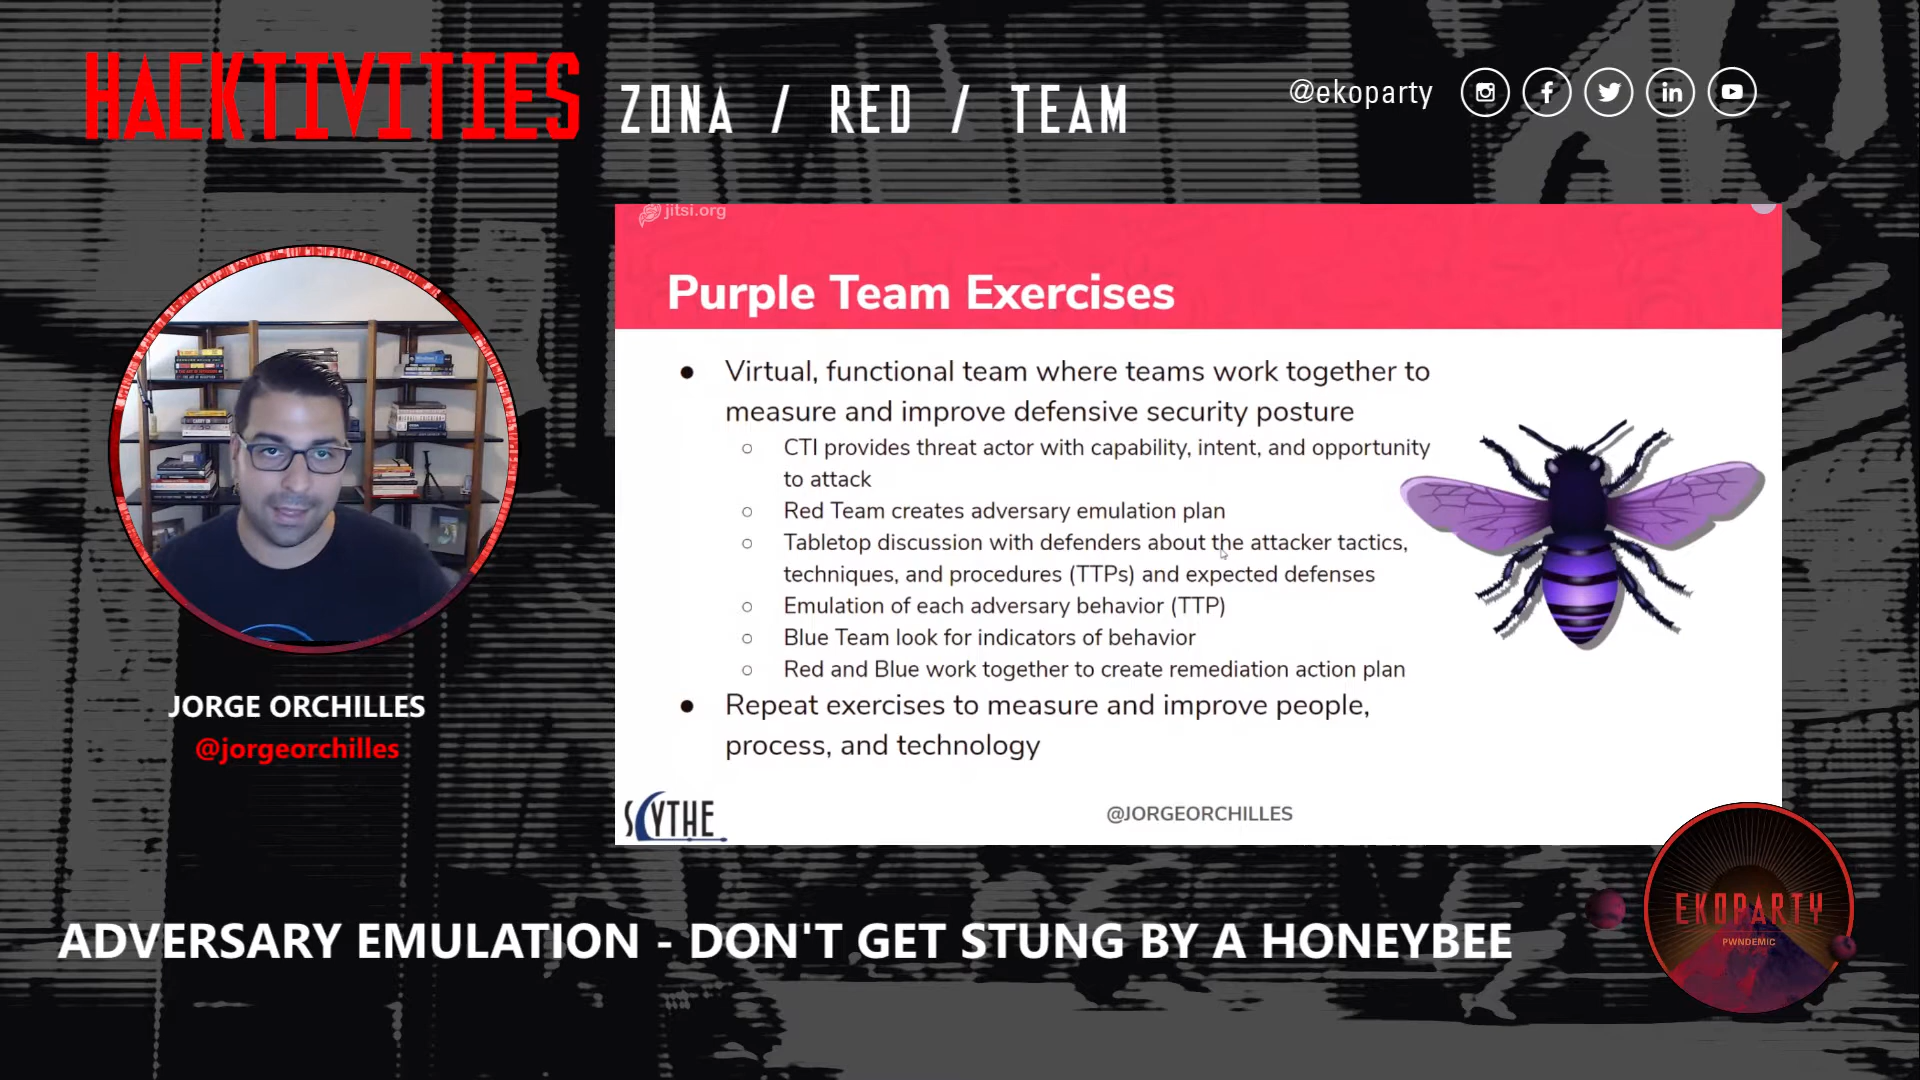 HACKTIVITIES
ZONA / RED / TEAM
@ekoparty
jitsi.org
Purple Team Exercises
● Virtual, functional team where teams work together to
measure and improve defensive security posture
○ CTI provides threat actor with capability, intent, and opportunity
to attack
○ Red Team creates adversary emulation plan
○ Tabletop discussion with defenders about the attacker tactics,
techniques, and procedures (TTPs) and expected defenses
○ Emulation of each adversary behavior (TTP)
○ Blue Team look for indicators of behavior
○ Red and Blue work together to create remediation action plan
● Repeat exercises to measure and improve people,
process, and technology
SCYTHE
@JORGEORCHILLES
JORGE ORCHILLES
@jorgeorchilles
ADVERSARY EMULATION - DON'T GET STUNG BY A HONEYBEE
EKOPARTY
PWNDEMIC